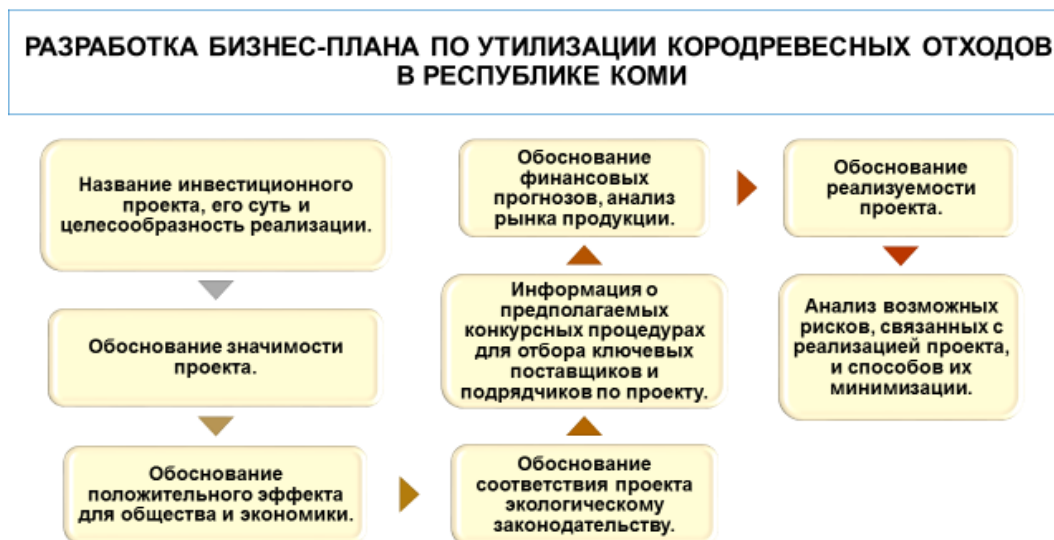 РАЗРАБОТКА БИЗНЕС-ПЛАНА ПО УТИЛИЗАЦИИ КОРОДРЕВЕСНЫХ ОТХОДОВ
В РЕСПУБЛИКЕ КОМИ
Название инвестиционного
проекта, его суть и
целесообразность реализации.
Обоснование значимости
проекта.
Обоснование
положительного эффекта
для общества и экономики.
Обоснование
соответствия проекта
экологическому
законодательству.
Информация о
предполагаемых
конкурсных процедурах
для отбора ключевых
поставщиков и
подрядчиков по проекту.
Обоснование
финансовых
прогнозов, анализ
рынка продукции.
Обоснование
реализуемости
проекта.
Анализ возможных
рисков, связанных с
реализацией проекта,
и способов их
минимизации.